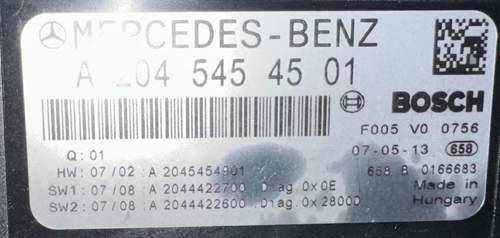 MERCEDES-BENZ
A 204 545 45 01
BOSCH
F005 V0 0756
Q: 01
07-05-13 658
HW: 07/02 : A 2045454901
658 B 0166683
SW1: 07/08 : A 2044422700 Diag. 0x0E
Made in
SW2: 07/08 : A 2044422600 Diag. 0x2800D
Hungary